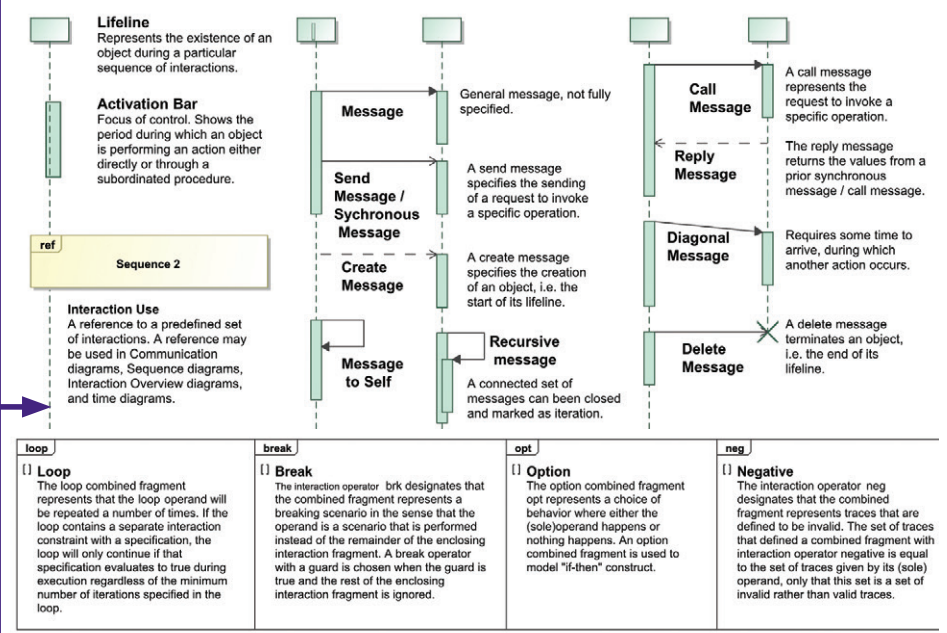 Lifeline
Represents the existence of an
object during a particular
sequence of interactions.
Activation Bar
Focus of control. Shows the
period during which an object
is performing an action either
directly or through a
subordinated procedure.
ref
Sequence 2
Interaction Use
A reference to a predefined set
of interactions. A reference may
be used in Communication
diagrams, Sequence diagrams,
Interaction Overview diagrams,
and time diagrams.
Message
General message, not fully
specified.
Send
Message /
Sychronous
Message
A send message
specifies the sending
of a request to invoke
a specific operation.
Create
Message
A create message
specifies the creation
of an object, i.e. the
start of its lifeline.
Message
to Self
Recursive
message
A connected set of
messages can been closed
and marked as iteration.
Call
Message
A call message
represents the
request to invoke a
specific operation.
Reply
Message
The reply message
returns the values from a
prior synchronous
message / call message.
Diagonal
Message
Requires some time to
arrive, during which
another action occurs.
Delete
Message
A delete message
terminates an object,
i.e. the end of its
lifeline.
loop
[ ] Loop
The loop combined fragment
represents that the loop operand will
be repeated a number of times. If the
loop contains a separate interaction
constraint with a specification, the
loop will only continue if that
specification evaluates to true during
execution regardless of the minimum
number of iterations specified in the
loop.
break
[ ] Break
The interaction operator brk designates that
the combined fragment represents a
breaking scenario in the sense that the
operand is a scenario that is performed
instead of the remainder of the enclosing
interaction fragment. A break operator
with a guard is chosen when the guard is
true and the rest of the enclosing
interaction fragment is ignored.
opt
[ ] Option
The option combined fragment
opt represents a choice of
behavior where either the
(sole)operand happens or
nothing happens. An option
combined fragment is used to
model "if-then" construct.
neg
[ ] Negative
The interaction operator neg
designates that the combined
fragment represents traces that are
defined to be invalid. The set of traces
that defined a combined fragment with
interaction operator negative is equal
to the set of traces given by its (sole)
operand, only that this set is a set of
invalid rather than valid traces.